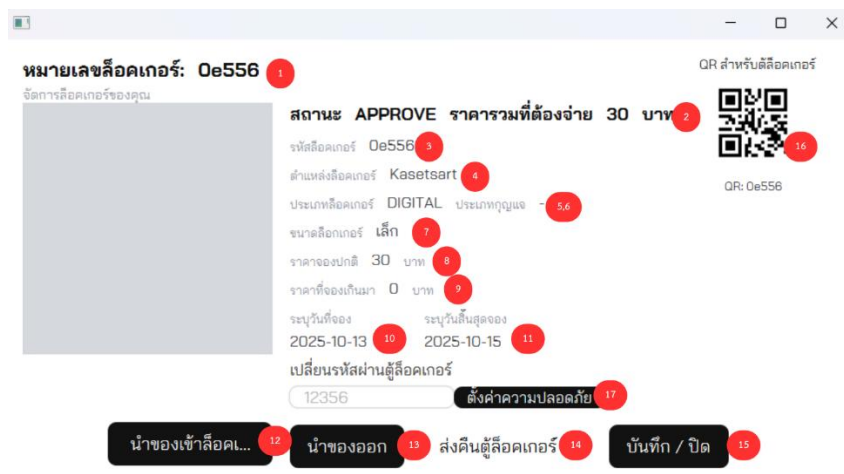 หมายเลขล็อคเกอร์: 0e556 1
จัดการล็อคเกอร์ของคุณ
QR สำหรับตู้ล็อคเกอร์
สถานะ APPROVE ราคารวมที่ต้องจ่าย 30 บาท 2
รหัสล็อคเกอร์ 0e556 3
16
ตำแหน่งล็อคเกอร์ Kasetsart 4
QR: 0e556
ประเภทล็อคเกอร์ DIGITAL ประเภทกุญแจ - 5,6
ขนาดล็อกเกอร์ เล็ก 7
ราคาจองปกติ 30 บาท 8
ราคาที่จองเกินมา 0 บาท 9
ระบุวันที่จอง ระบุวันสิ้นสุดจอง
2025-10-13 10 2025-10-15 11
เปลี่ยนรหัสผ่านตู้ล็อคเกอร์
12356 ตั้งค่าความปลอดภัย 17
นำของเข้าล็อคเ... 12 นำของออก 13 ส่งคืนตู้ล็อคเกอร์ 14 บันทึก / ปิด 15